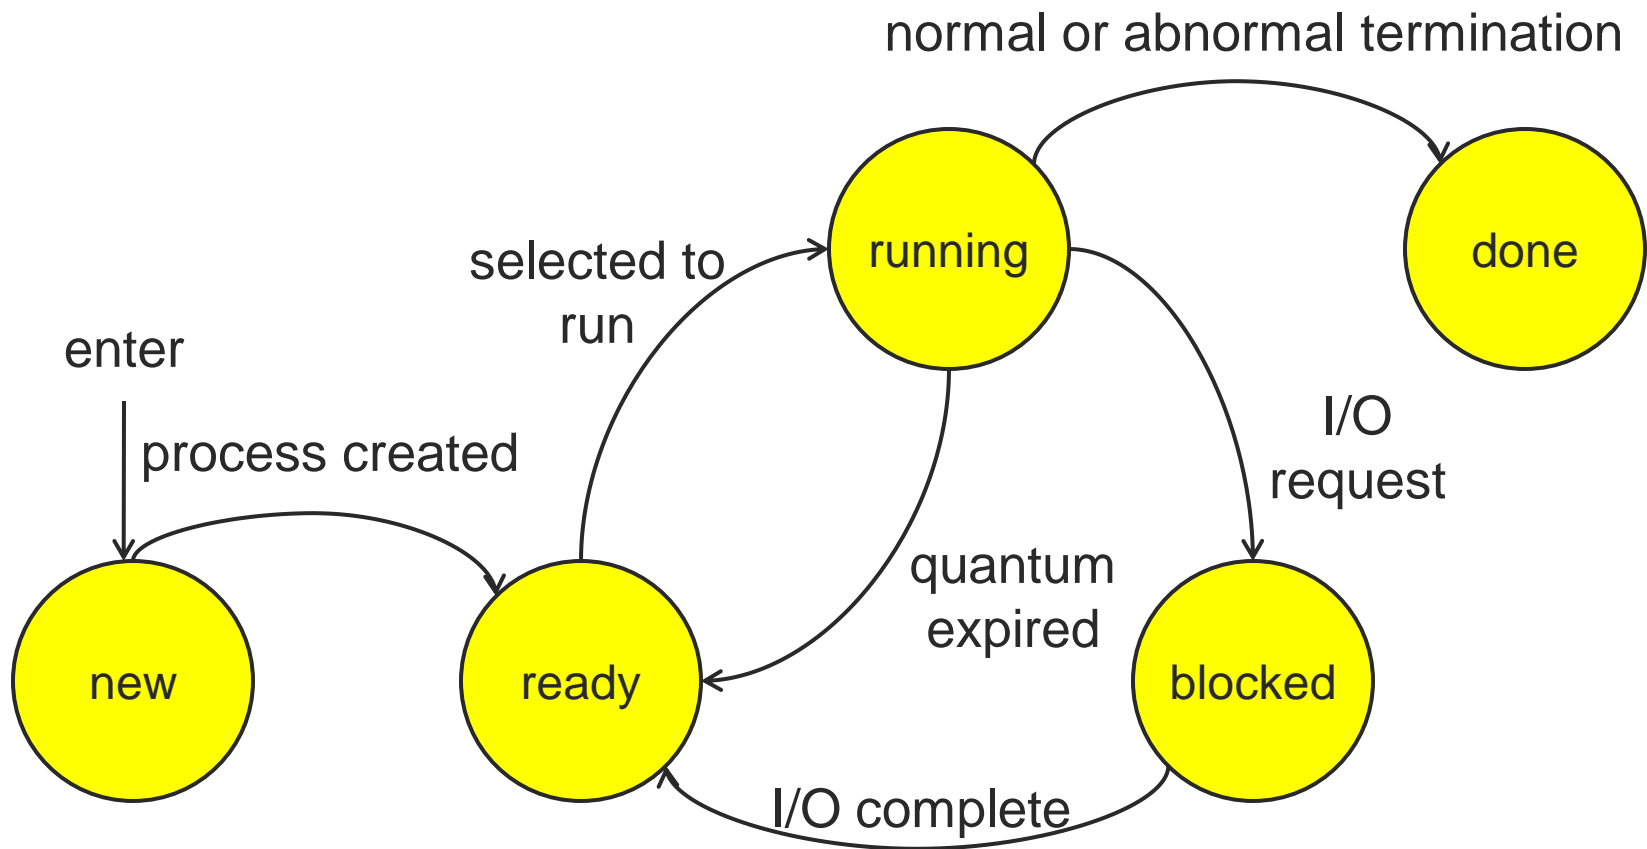 normal or abnormal termination
running
done
selected to
run
enter
I/O
request
process created
quantum
expired
new
ready
blocked
I/O complete